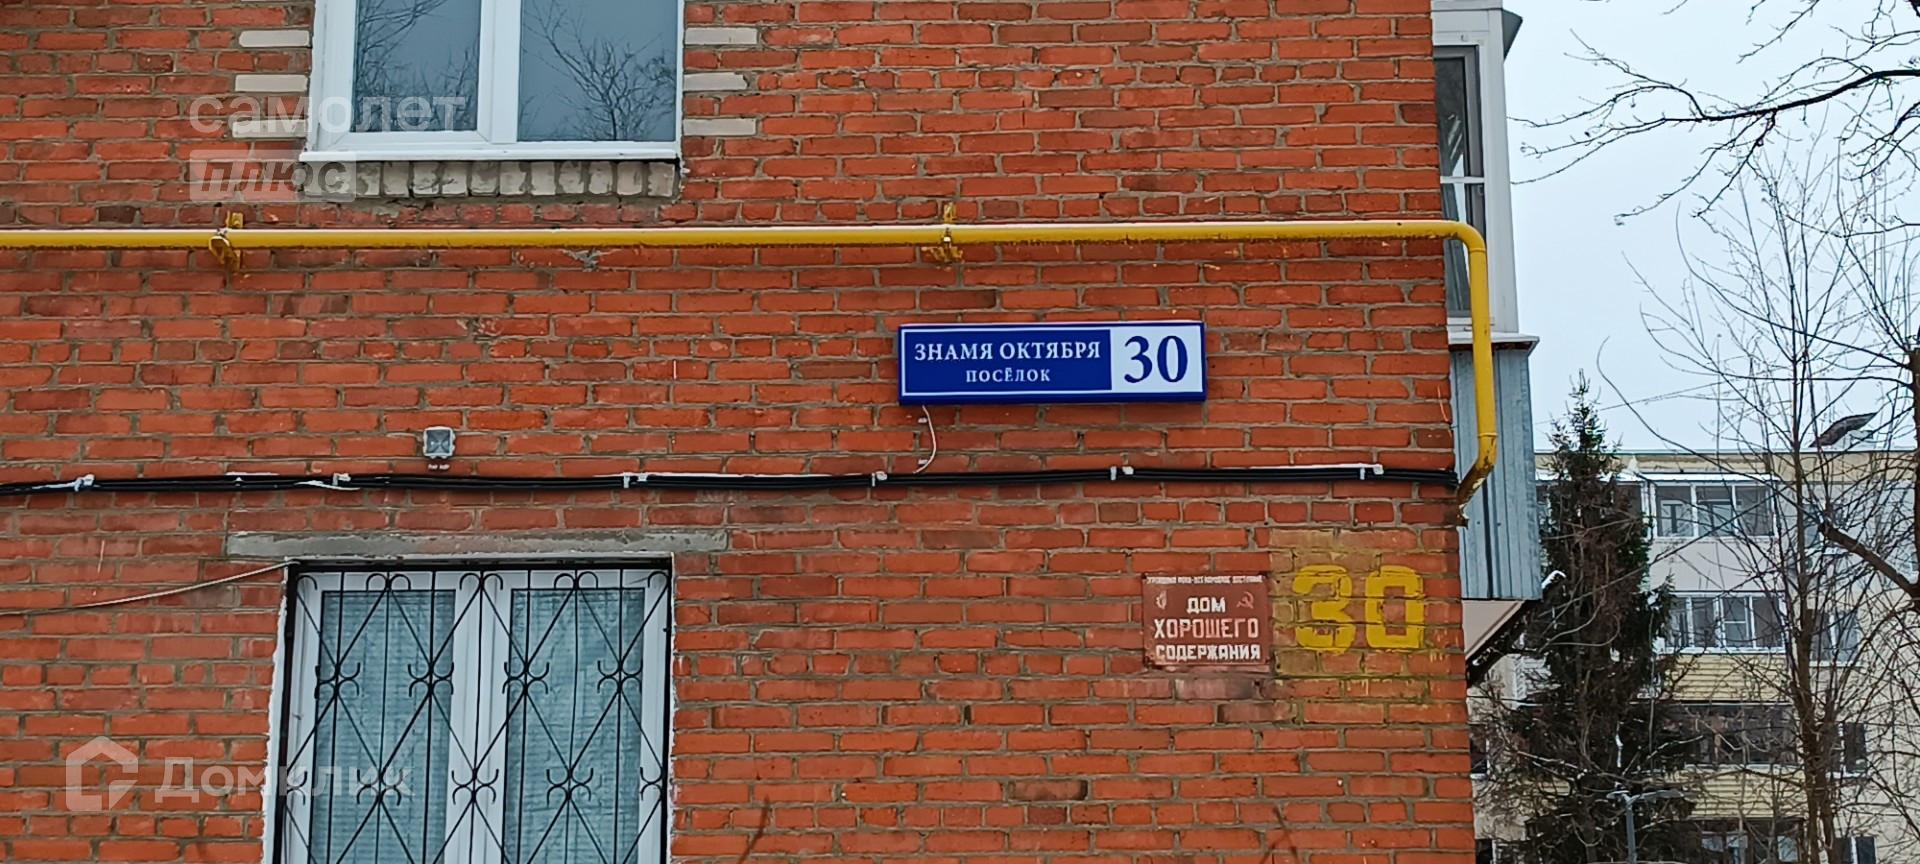 самолет
плюс
ЗНАМЯ ОКТЯБРЯ
ПОСЁЛОК
30
ДОМ
ХОРОШЕГО
СОДЕРЖАНИЯ
30
Домклик